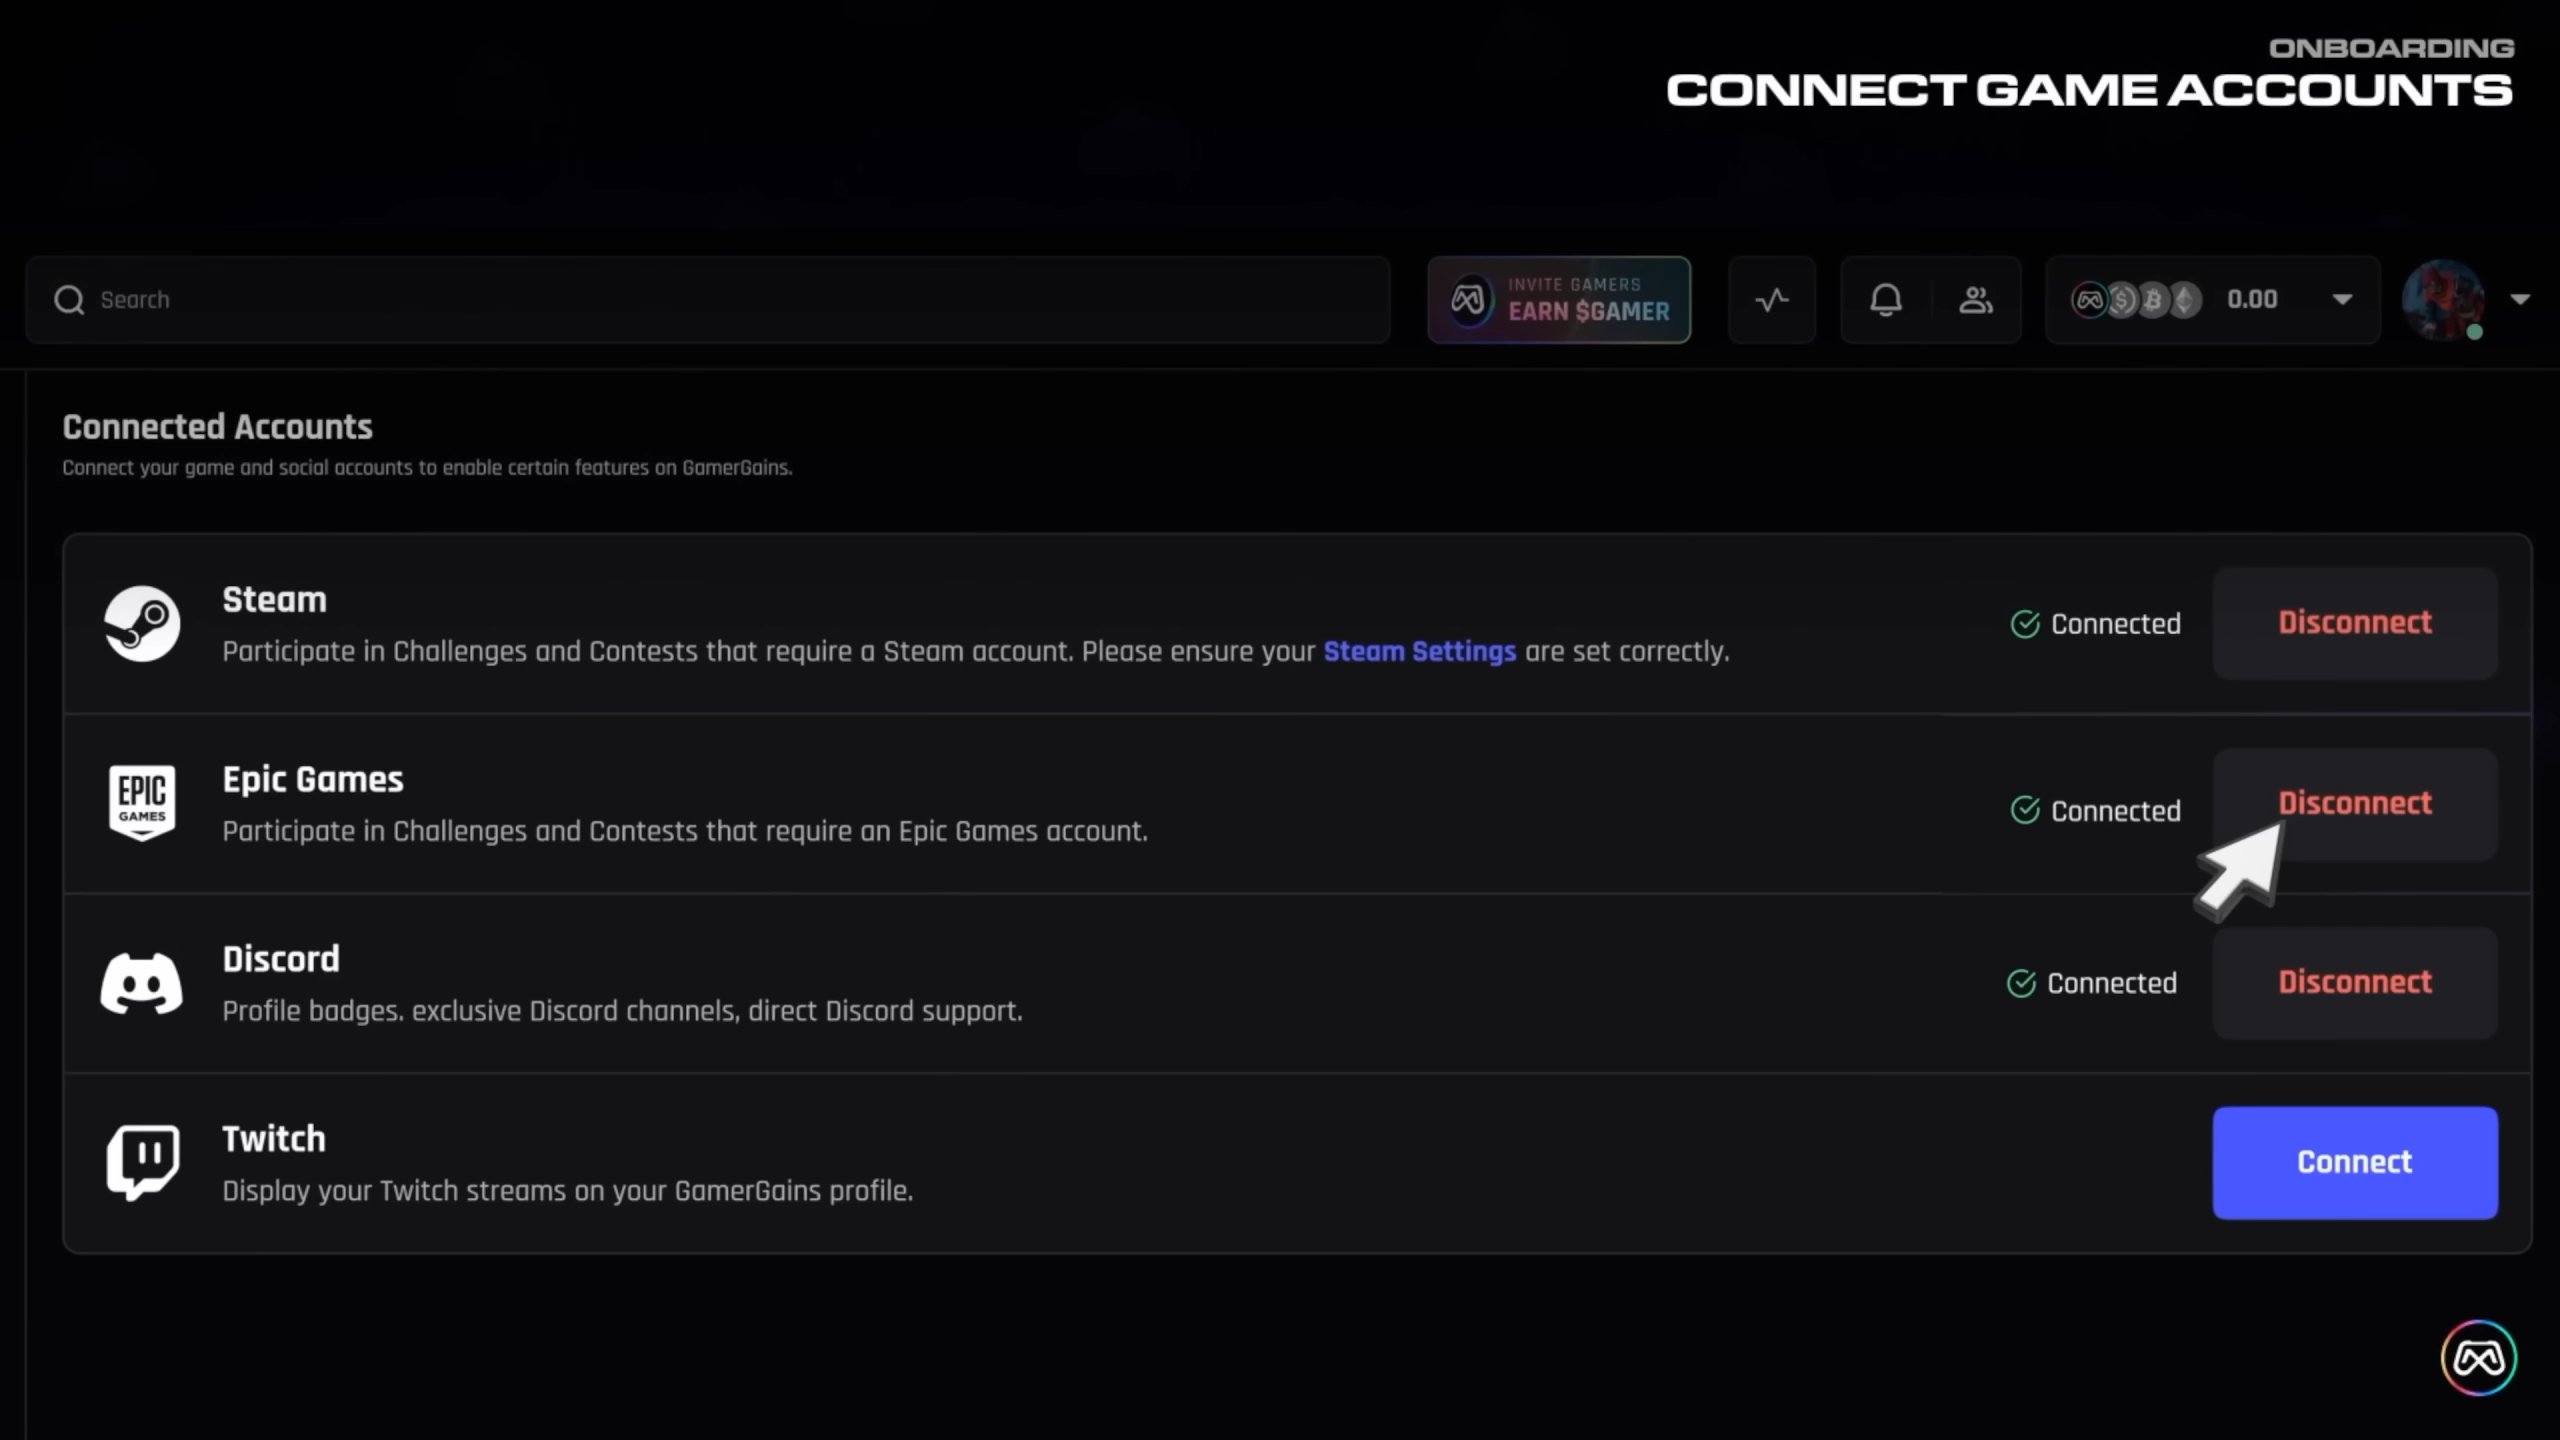 ONBOARDING
CONNECT GAME ACCOUNTS
Search
INVITE GAMERS
EARN $GAMER
0.00
Connected Accounts
Connect your game and social accounts to enable certain features on GamerGains.
Steam
Participate in Challenges and Contests that require a Steam account. Please ensure your Steam Settings are set correctly.
Connected
Disconnect
EPIC
GAMES
Epic Games
Participate in Challenges and Contests that require an Epic Games account.
Connected
Disconnect
Discord
Profile badges. exclusive Discord channels, direct Discord support.
Connected
Disconnect
Twitch
Display your Twitch streams on your GamerGains profile.
Connect